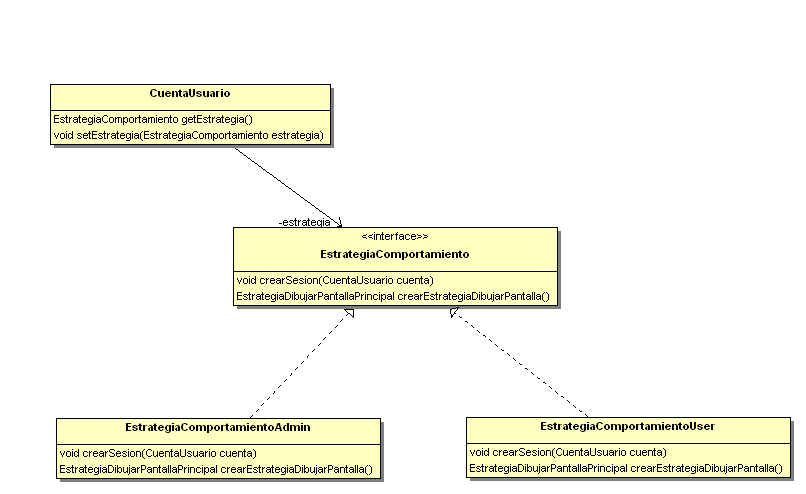 CuentaUsuario
EstrategiaComportamiento getEstrategia()
void setEstrategia(EstrategiaComportamiento estrategia)
-estrategia
<<interface>>
EstrategiaComportamiento
void crearSesion(CuentaUsuario cuenta)
EstrategiaDibujarPantallaPrincipal crearEstrategiaDibujarPantalla()
EstrategiaComportamientoAdmin
void crearSesion(CuentaUsuario cuenta)
EstrategiaDibujarPantallaPrincipal crearEstrategiaDibujarPantalla()
EstrategiaComportamientoUser
void crearSesion(CuentaUsuario cuenta)
EstrategiaDibujarPantallaPrincipal crearEstrategiaDibujarPantalla()